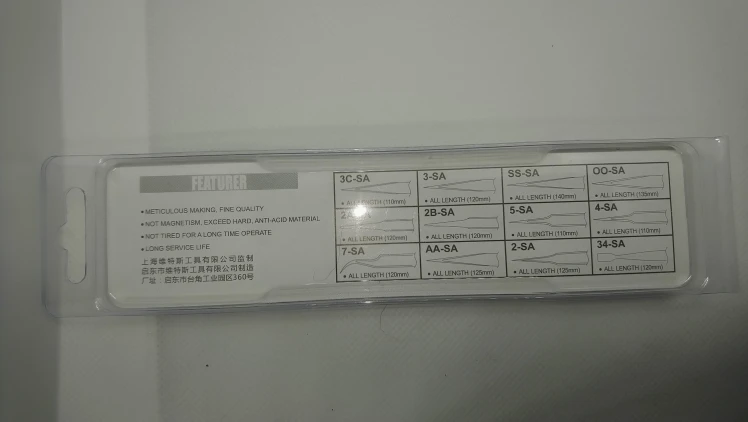 FEATURER
• METICULOUS MAKING, FINE QUALITY
• NOT MAGNETISM, EXCEED HARD, ANTI-ACID MATERIAL
• NOT TIRED FOR A LONG TIME OPERATE
• LONG SERVICE LIFE
上海维特斯工具有限公司监制
启东市维特斯工具有限公司制造
厂址：启东市台角工业园区360号
3C-SA
• ALL LENGTH (110mm)
3-SA
• ALL LENGTH (120mm)
SS-SA
• ALL LENGTH (140mm)
OO-SA
• ALL LENGTH (135mm)
• ALL LENGTH (120mm)
2B-SA
• ALL LENGTH (120mm)
5-SA
• ALL LENGTH (110mm)
4-SA
• ALL LENGTH (110mm)
7-SA
• ALL LENGTH (120mm)
AA-SA
• ALL LENGTH (125mm)
2-SA
• ALL LENGTH (125mm)
34-SA
• ALL LENGTH (120mm)